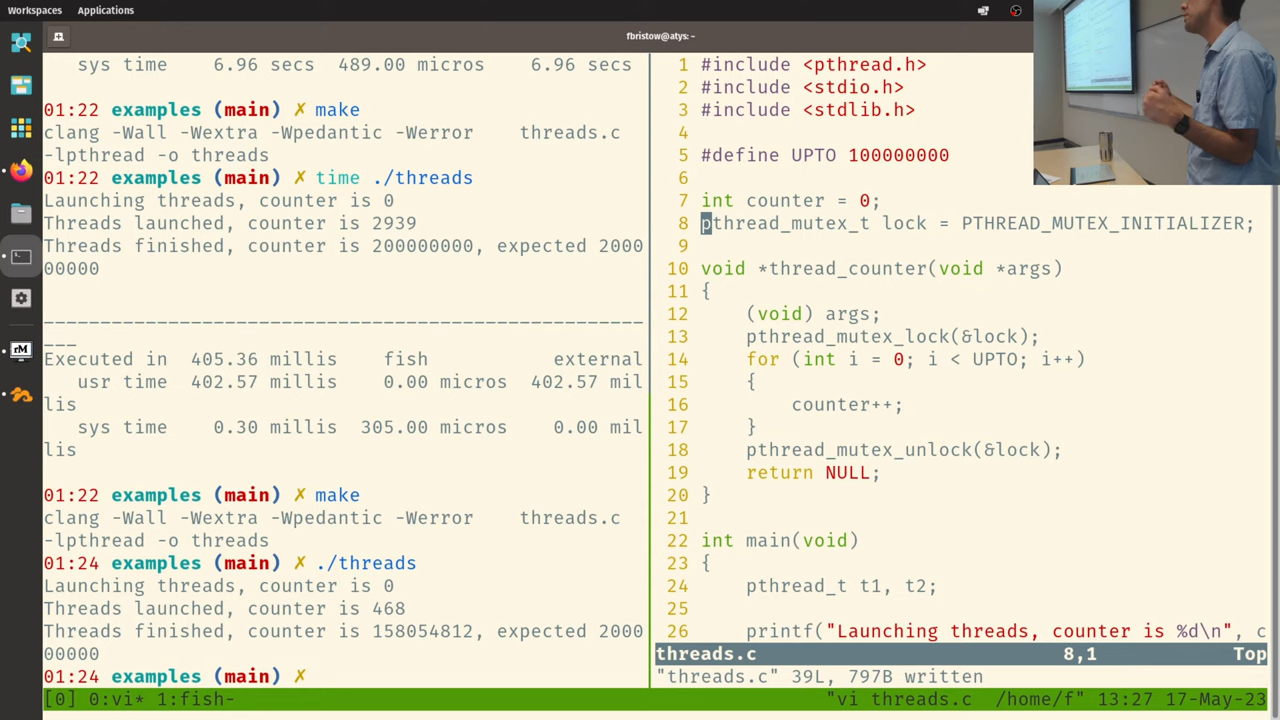 Workspaces Applications
fbristow@atys: ~
sys time 6.96 secs 489.00 micros 6.96 secs
01:22 examples (main) ✗ make
clang -Wall -Wextra -Wpedantic -Werror threads.c
-lpthread -o threads
01:22 examples (main) ✗ time ./threads
Launching threads, counter is 0
Threads launched, counter is 2939
Threads finished, counter is 200000000, expected 2000
00000
________________________________________________________
Executed in 405.36 millis fish external
usr time 402.57 millis 0.00 micros 402.57 mil
lis
sys time 0.30 millis 305.00 micros 0.00 mil
lis
01:22 examples (main) ✗ make
clang -Wall -Wextra -Wpedantic -Werror threads.c
-lpthread -o threads
01:24 examples (main) ✗ ./threads
Launching threads, counter is 0
Threads launched, counter is 468
Threads finished, counter is 158054812, expected 2000
00000
01:24 examples (main) ✗
1 #include <pthread.h>
2 #include <stdio.h>
3 #include <stdlib.h>
4
5 #define UPTO 100000000
6
7 int counter = 0;
8 pthread_mutex_t lock = PTHREAD_MUTEX_INITIALIZER;
9
10 void *thread_counter(void *args)
11 {
12 (void) args;
13 pthread_mutex_lock(&lock);
14 for (int i = 0; i < UPTO; i++)
15 {
16 counter++;
17 }
18 pthread_mutex_unlock(&lock);
19 return NULL;
20 }
21
22 int main(void)
23 {
24 pthread_t t1, t2;
25
26 printf("Launching threads, counter is %d\n", c
threads.c 8,1 Top
"threads.c" 39L, 797B written
[0] 0:vi* 1:fish- "vi threads.c /home/f" 13:27 17-May-23